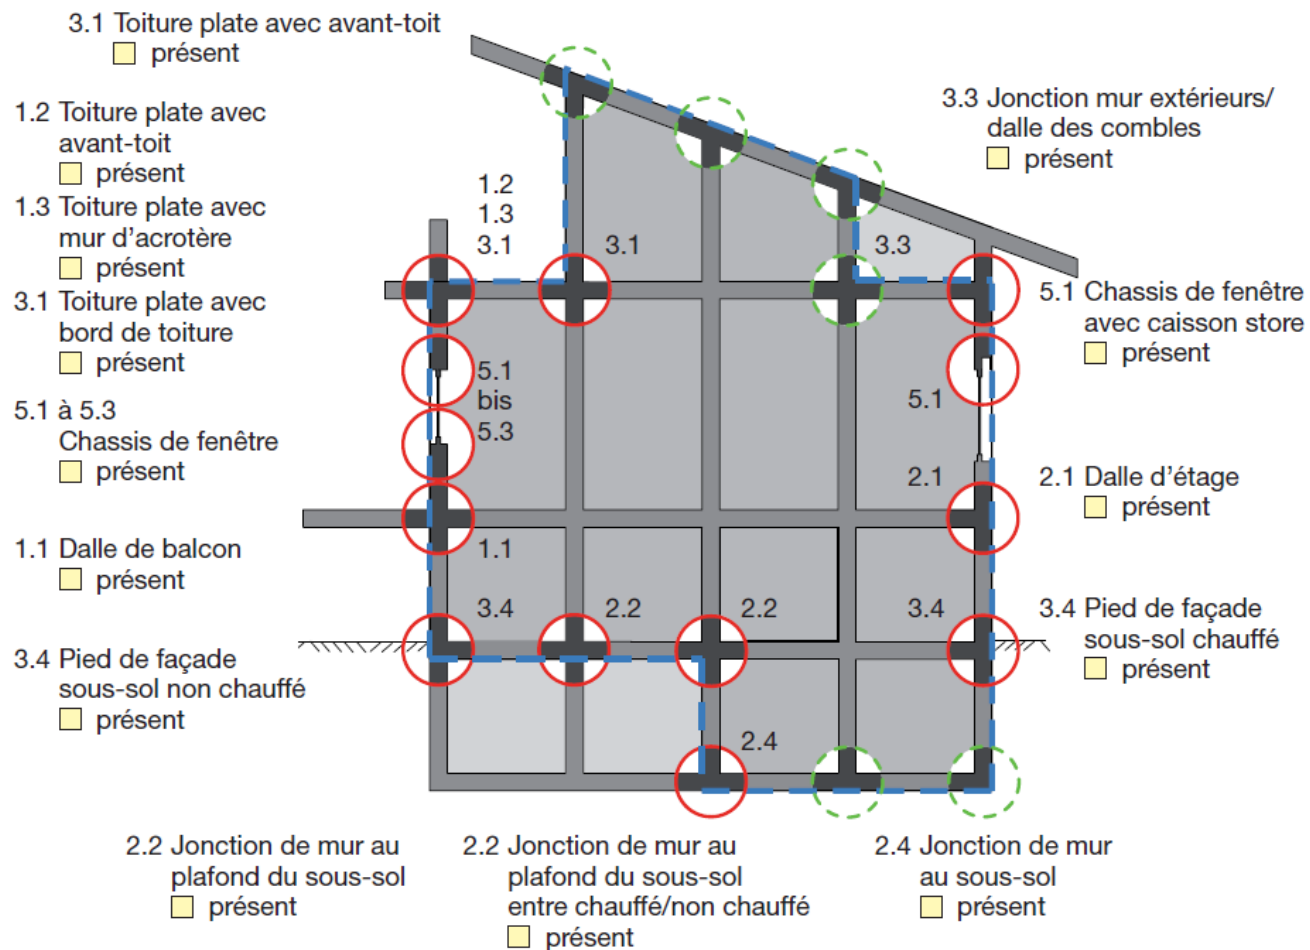 3.1 Toiture plate avec avant-toit
présent
1.2 Toiture plate avec
avant-toit
présent
1.3 Toiture plate avec
mur d'acrotère
présent
3.1 Toiture plate avec
bord de toiture
présent
5.1 à 5.3
Chassis de fenêtre
présent
1.1 Dalle de balcon
présent
3.4 Pied de façade
sous-sol non chauffé
présent
1.2
1.3
3.1
3.1
3.3
5.1
bis
5.3
5.1
2.1
1.1
3.4
2.2
2.2
3.4
2.4
3.3 Jonction mur extérieurs/
dalle des combles
présent
5.1 Chassis de fenêtre
avec caisson store
présent
2.1 Dalle d'étage
présent
3.4 Pied de façade
sous-sol chauffé
présent
2.2 Jonction de mur au
plafond du sous-sol
présent
2.2 Jonction de mur au
plafond du sous-sol
entre chauffé/non chauffé
présent
2.4 Jonction de mur
au sous-sol
présent